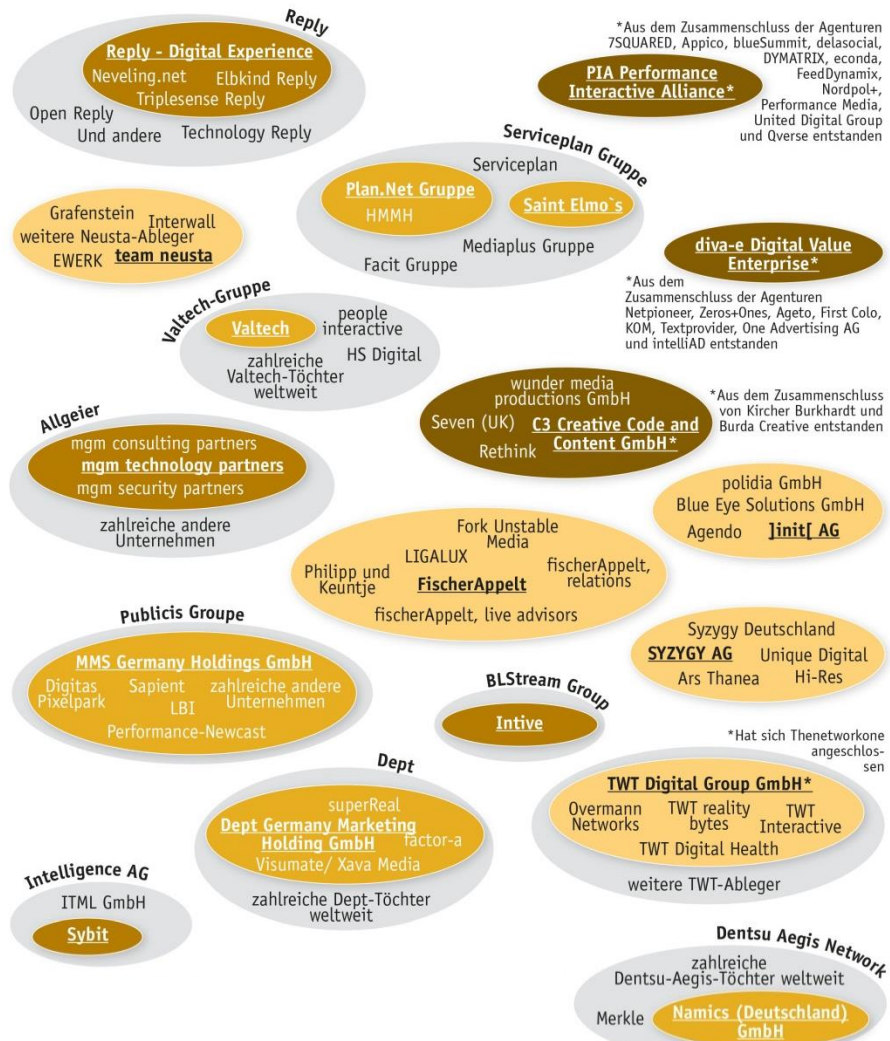 Reply
Reply - Digital Experience
Neveling.net
Elbkind Reply
Triplesense Reply
Open Reply
Und andere
Technology Reply
*Aus dem Zusammenschluss der Agenturen
7SQUARED, Appico, blueSummit, delasocial,
DYMATRIX, econda,
FeedDynamix,
Nordpol+,
Performance Media,
United Digital Group
und Qverse entstanden
PIA Performance
Interactive Alliance*
Serviceplan Gruppe
Serviceplan
Plan.Net Gruppe
HMMH
Saint Elmo`s
Mediaplus Gruppe
Facit Gruppe
Grafenstein
Interwall
weitere Neusta-Ableger
EWERK
team neusta
diva-e Digital Value
Enterprise*
*Aus dem
Zusammenschluss der Agenturen
Netpioneer, Zeros+Ones, Ageto, First Colo,
KOM, Textprovider, One Advertising AG
und intelliAD entstanden
Valtech-Gruppe
Valtech
people
interactive
HS Digital
zahlreiche
Valtech-Töchter
weltweit
wunder media
productions GmbH
Seven (UK)
C3 Creative Code and
Content GmbH*
Rethink
*Aus dem Zusammenschluss
von Kircher Burkhardt und
Burda Creative entstanden
Allgeier
mgm consulting partners
mgm technology partners
mgm security partners
zahlreiche andere
Unternehmen
polidia GmbH
Blue Eye Solutions GmbH
Agendo
]init[ AG
Fork Unstable
Media
LIGALUX
Philipp und
Keuntje
FischerAppelt
fischerAppelt,
relations
fischerAppelt, live advisors
Publicis Groupe
MMS Germany Holdings GmbH
Digitas
Pixelpark
Sapient
LBI
zahlreiche andere
Unternehmen
Performance-Newcast
Syzygy Deutschland
SYZYGY AG
Unique Digital
Ars Thanea
Hi-Res
BLStream Group
Intive
*Hat sich Thenetworkone
angeschlos-
sen
TWT Digital Group GmbH*
Overmann
Networks
TWT reality
bytes
TWT
Interactive
TWT Digital Health
weitere TWT-Ableger
Dept
superReal
Dept Germany Marketing
Holding GmbH
factor-a
Visumate/ Xava Media
zahlreiche Dept-Töchter
weltweit
Intelligence AG
ITML GmbH
Sybit
Dentsu Aegis Network
zahlreiche
Dentsu-Aegis-Töchter weltweit
Merkle
Namics (Deutschland)
GmbH